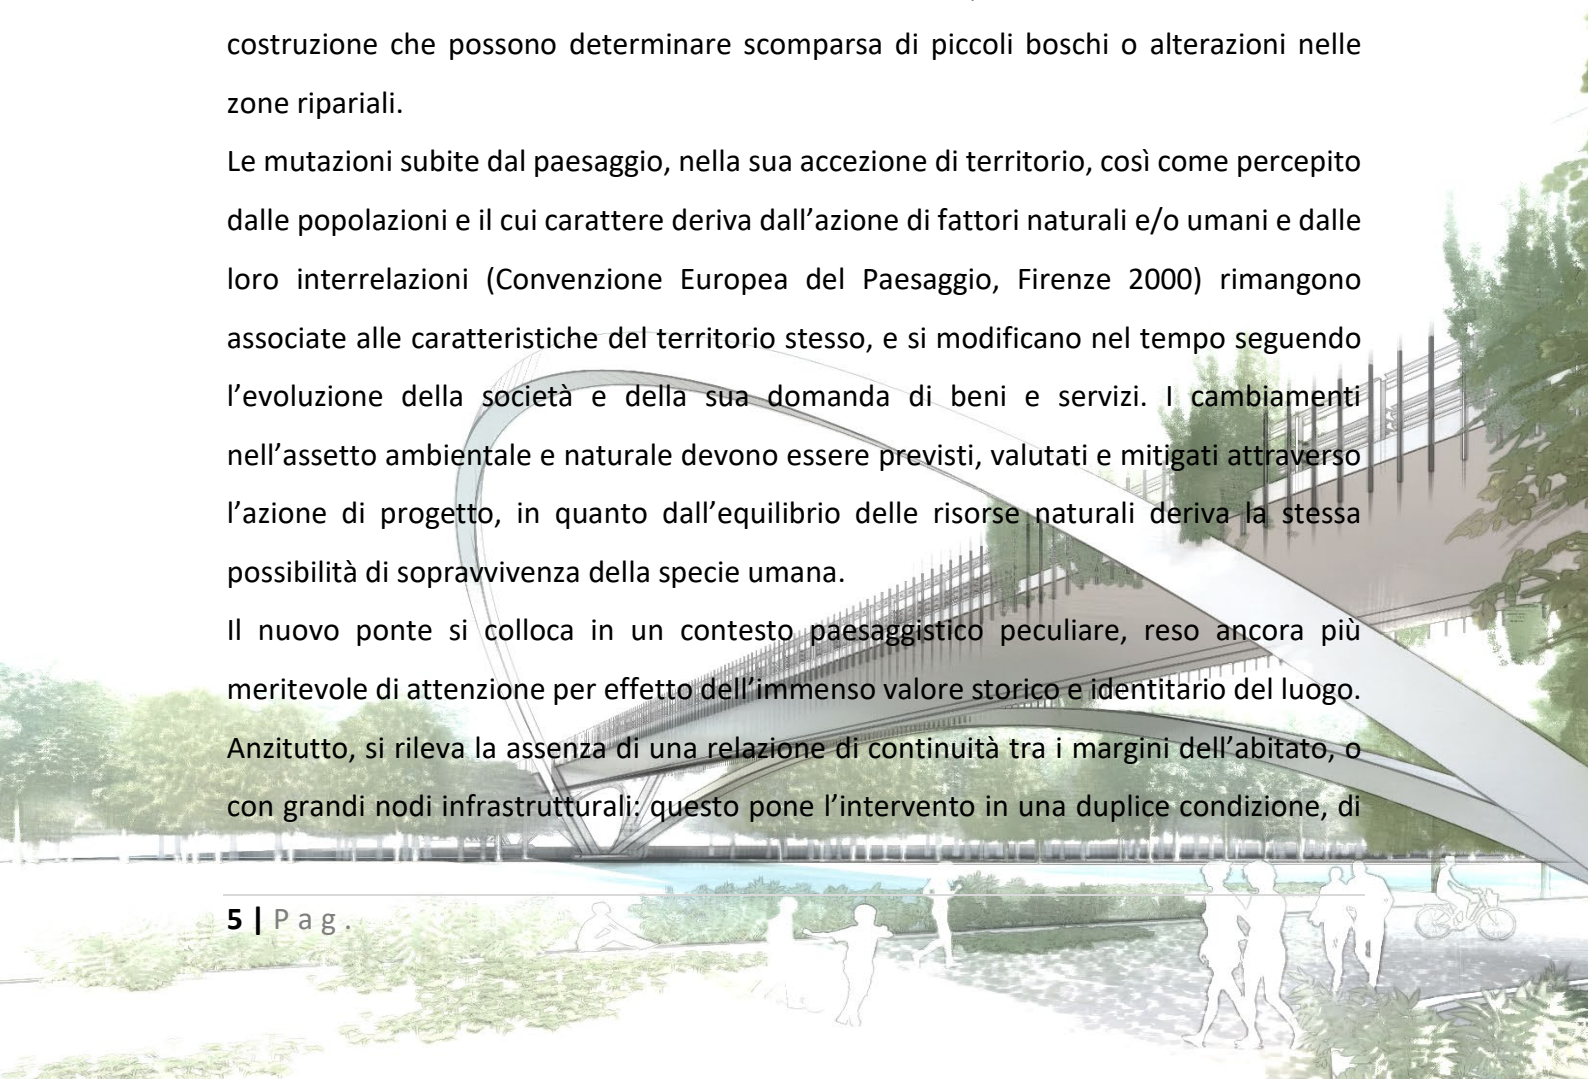 costruzione che possono determinare scomparsa di piccoli boschi o alterazioni nelle
zone ripariali.
Le mutazioni subite dal paesaggio, nella sua accezione di territorio, così come percepito
dalle popolazioni e il cui carattere deriva dall’azione di fattori naturali e/o umani e dalle
loro interrelazioni (Convenzione Europea del Paesaggio, Firenze 2000) rimangono
associate alle caratteristiche del territorio stesso, e si modificano nel tempo seguendo
l’evoluzione della società e della sua domanda di beni e servizi. I cambiamenti
nell’assetto ambientale e naturale devono essere previsti, valutati e mitigati attraverso
l’azione di progetto, in quanto dall’equilibrio delle risorse naturali deriva la stessa
possibilità di sopravvivenza della specie umana.
Il nuovo ponte si colloca in un contesto paesaggistico peculiare, reso ancora più
meritevole di attenzione per effetto dell’immenso valore storico e identitario del luogo.
Anzitutto, si rileva la assenza di una relazione di continuità tra i margini dell’abitato, o
con grandi nodi infrastrutturali: questo pone l’intervento in una duplice condizione, di
5 | Pag.